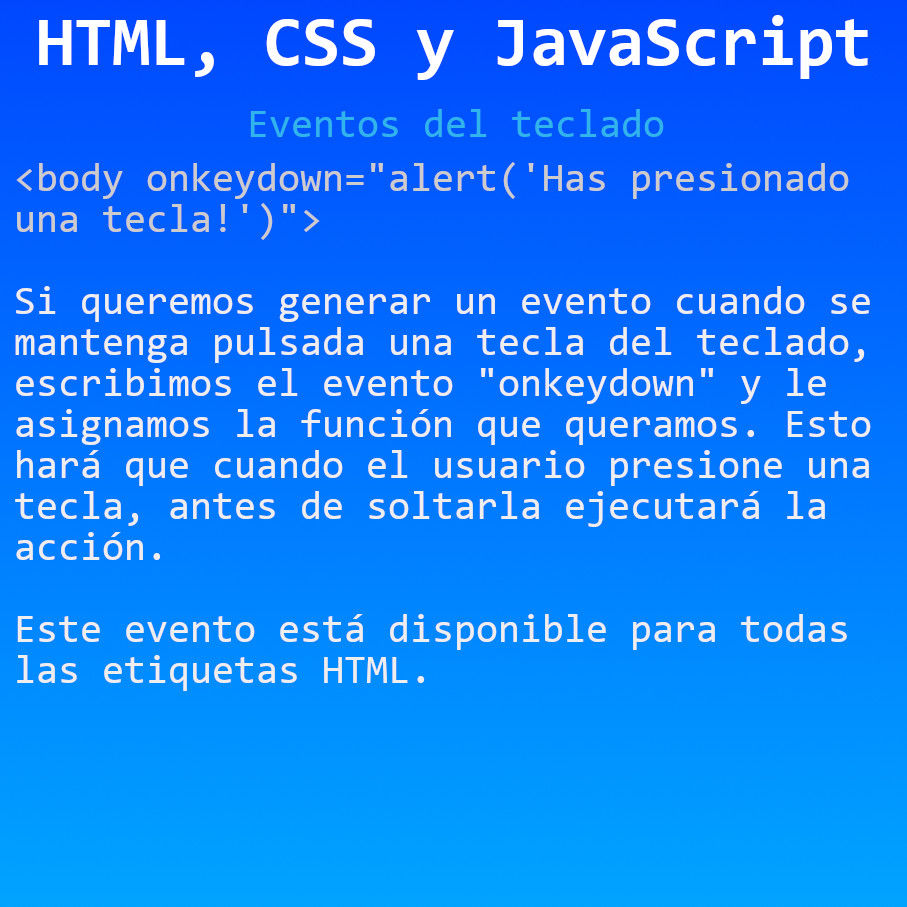 HTML, CSS y JavaScript
Eventos del teclado
<body onkeydown="alert('Has presionado
una tecla!')">
Si queremos generar un evento cuando se
mantenga pulsada una tecla del teclado,
escribimos el evento "onkeydown" y le
asignamos la función que queramos. Esto
hará que cuando el usuario presione una
tecla, antes de soltarla ejecutará la
acción.
Este evento está disponible para todas
las etiquetas HTML.